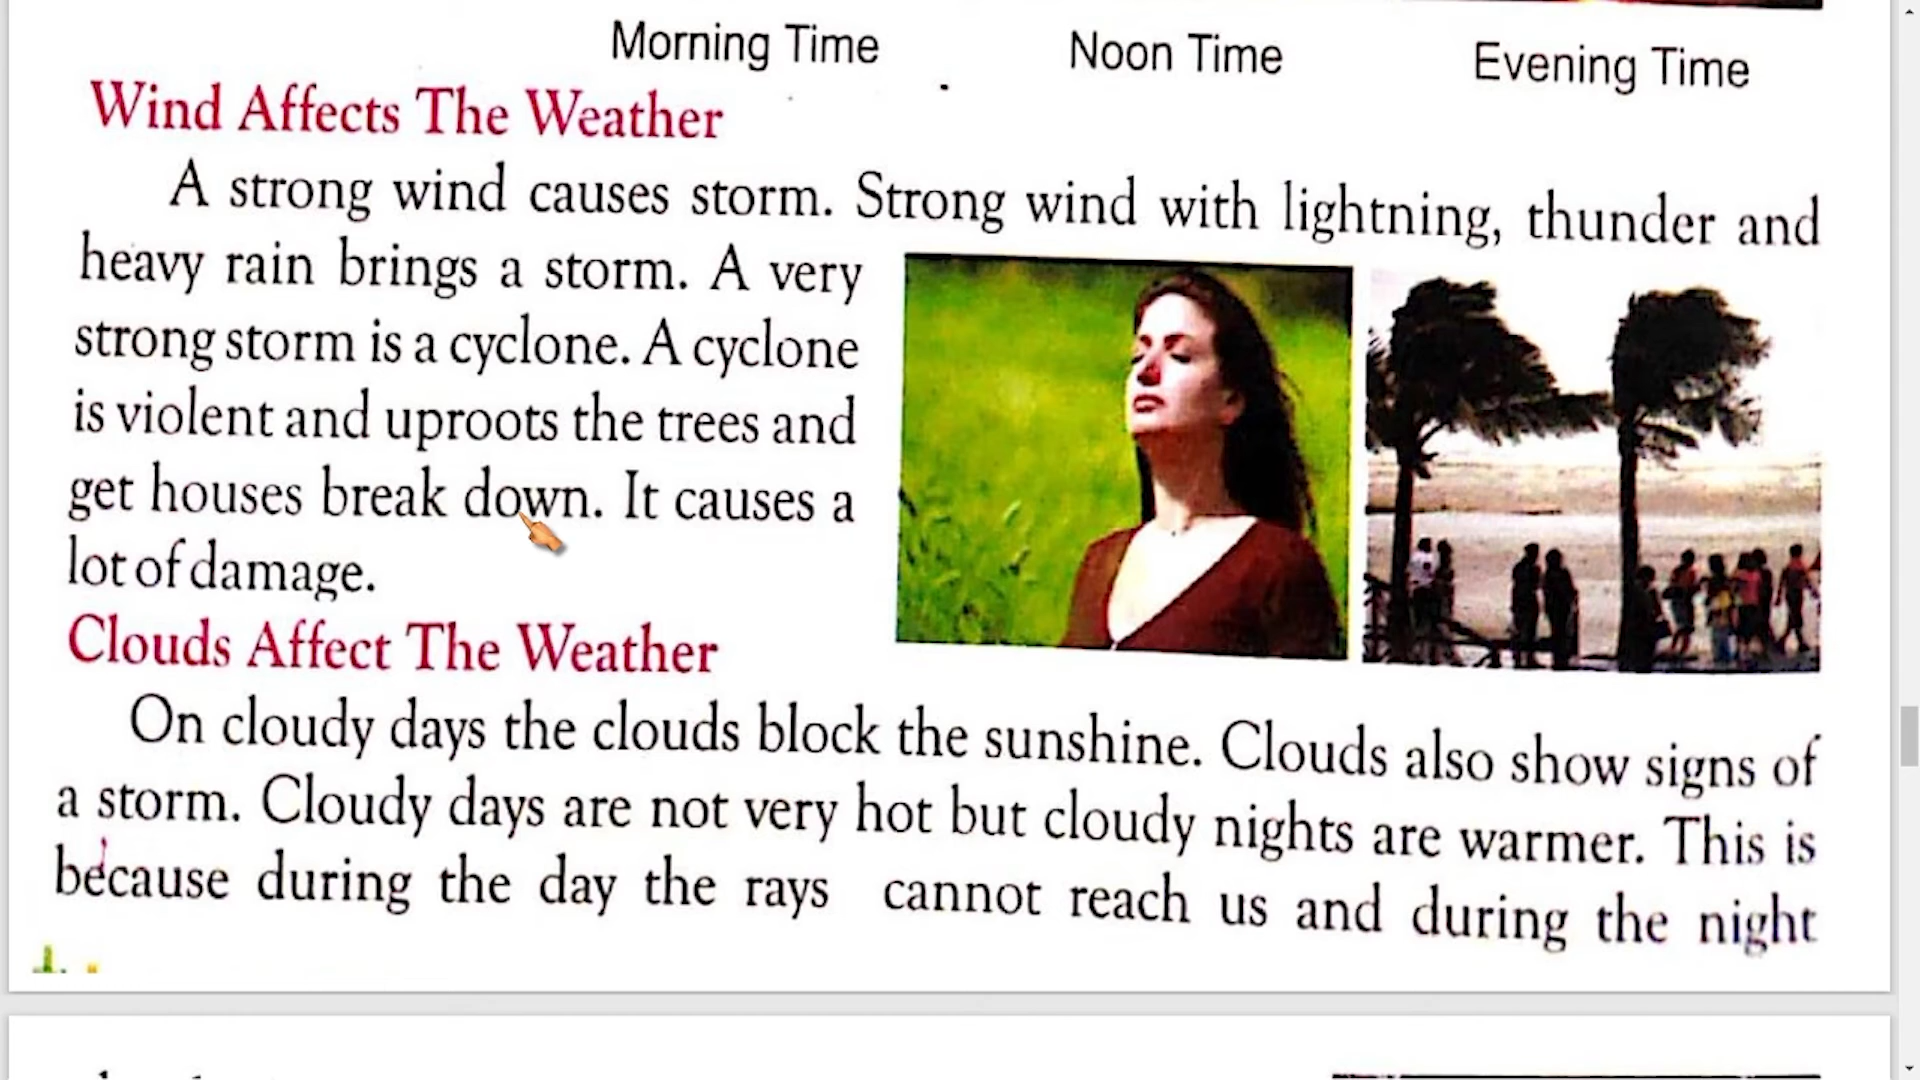 Morning Time Noon Time Evening Time
Wind Affects The Weather
A strong wind causes storm. Strong wind with lightning, thunder and
heavy rain brings a storm. A very
strong storm is a cyclone. A cyclone
is violent and uproots the trees and
get houses break down. It causes a
lot of damage.
Clouds Affect The Weather
On cloudy days the clouds block the sunshine. Clouds also show signs of
a storm. Cloudy days are not very hot but cloudy nights are warmer. This is
because during the day the rays cannot reach us and during the night